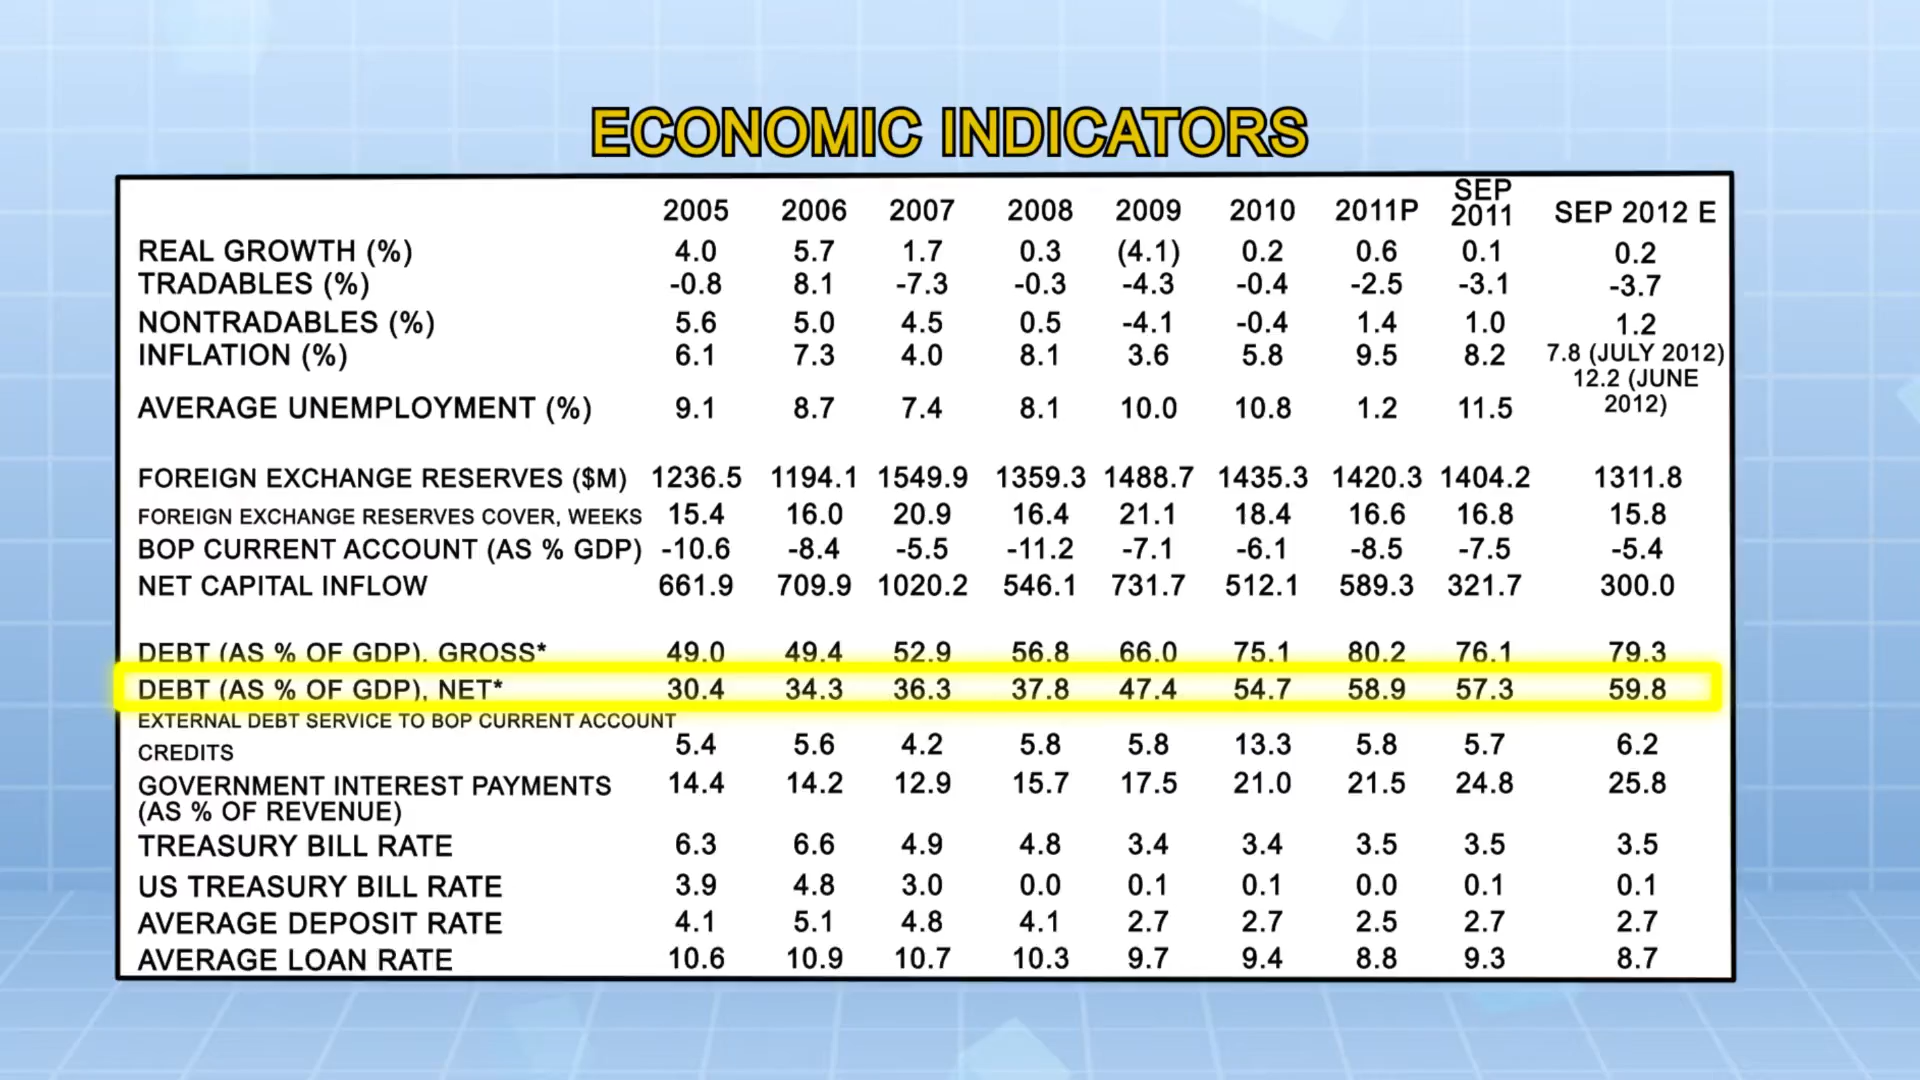 ECONOMIC INDICATORS
2005 2006 2007 2008 2009 2010 2011P SEP 2011 SEP 2012 E
REAL GROWTH (%) 4.0 5.7 1.7 0.3 (4.1) 0.2 0.6 0.1 0.2
TRADABLES (%) -0.8 8.1 -7.3 -0.3 -4.3 -0.4 -2.5 -3.1 -3.7
NONTRADABLES (%) 5.6 5.0 4.5 0.5 -4.1 -0.4 1.4 1.0 1.2
INFLATION (%) 6.1 7.3 4.0 8.1 3.6 5.8 9.5 8.2 7.8 (JULY 2012)
AVERAGE UNEMPLOYMENT (%) 9.1 8.7 7.4 8.1 10.0 10.8 1.2 11.5 12.2 (JUNE 2012)
FOREIGN EXCHANGE RESERVES ($M) 1236.5 1194.1 1549.9 1359.3 1488.7 1435.3 1420.3 1404.2 1311.8
FOREIGN EXCHANGE RESERVES COVER, WEEKS 15.4 16.0 20.9 16.4 21.1 18.4 16.6 16.8 15.8
BOP CURRENT ACCOUNT (AS % GDP) -10.6 -8.4 -5.5 -11.2 -7.1 -6.1 -8.5 -7.5 -5.4
NET CAPITAL INFLOW 661.9 709.9 1020.2 546.1 731.7 512.1 589.3 321.7 300.0
DEBT (AS % OF GDP), GROSS* 49.0 49.4 52.9 56.8 66.0 75.1 80.2 76.1 79.3
DEBT (AS % OF GDP), NET* 30.4 34.3 36.3 37.8 47.4 54.7 58.9 57.3 59.8
EXTERNAL DEBT SERVICE TO BOP CURRENT ACCOUNT
CREDITS 5.4 5.6 4.2 5.8 5.8 13.3 5.8 5.7 6.2
GOVERNMENT INTEREST PAYMENTS 14.4 14.2 12.9 15.7 17.5 21.0 21.5 24.8 25.8
(AS % OF REVENUE)
TREASURY BILL RATE 6.3 6.6 4.9 4.8 3.4 3.4 3.5 3.5 3.5
US TREASURY BILL RATE 3.9 4.8 3.0 0.0 0.1 0.1 0.0 0.1 0.1
AVERAGE DEPOSIT RATE 4.1 5.1 4.8 4.1 2.7 2.7 2.5 2.7 2.7
AVERAGE LOAN RATE 10.6 10.9 10.7 10.3 9.7 9.4 8.8 9.3 8.7